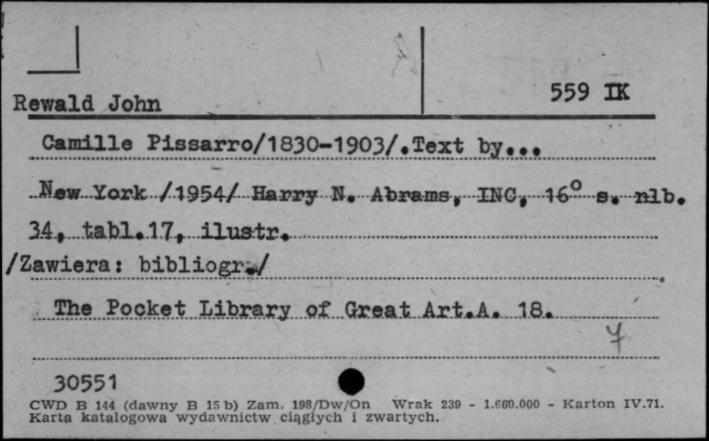 Rewald John
559 IK
Camille Pissarro/1830-1903/.Text by...
New York /1954/ Harry N. Abrams, INC, 16° s. nlb.
34, tabl.17, ilustr.
/Zawiera: bibliogr./
The Pocket Library of Great Art.A. 18.
7
30551
CWD B 144 (dawny B 15 b) Zam. 198/Dw/On Wrak 239 - 1.660.000 - Karton IV.71.
Karta katalogowa wydawnictw ciągłych i zwartych.